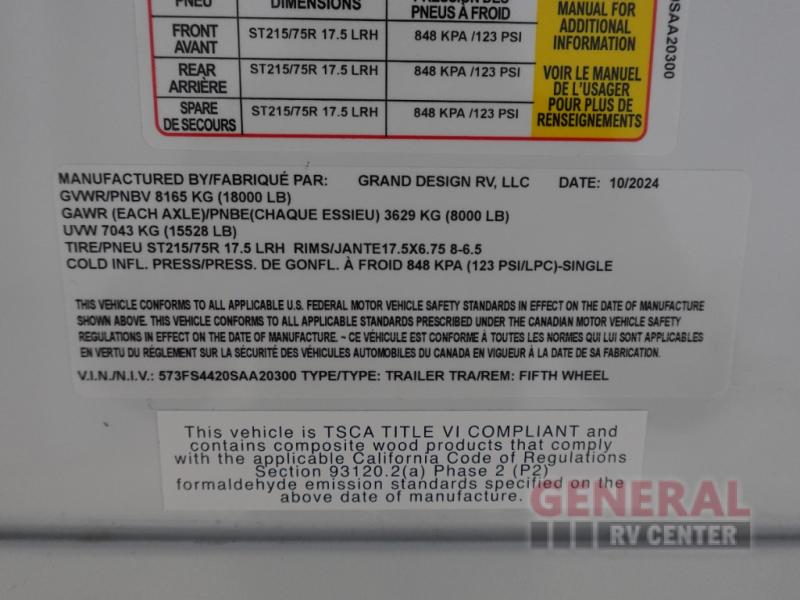 PNEU DIMENSIONS PNEUS À FROID
MANUAL FOR
ADDITIONAL
INFORMATION
FRONT
AVANT ST215/75R 17.5 LRH 848 KPA /123 PSI
REAR
ARRIÈRE ST215/75R 17.5 LRH 848 KPA /123 PSI
SPARE
DE SECOURS ST215/75R 17.5 LRH 848 KPA /123 PSI
VOIR LE MANUEL
DE L'USAGER
POUR PLUS DE
RENSEIGNEMENTS
SAA20300
MANUFACTURED BY/FABRIQUÉ PAR: GRAND DESIGN RV, LLC DATE: 10/2024
GVWR/PNBV 8165 KG (18000 LB)
GAWR (EACH AXLE)/PNBE(CHAQUE ESSIEU) 3629 KG (8000 LB)
UVW 7043 KG (15528 LB)
TIRE/PNEU ST215/75R 17.5 LRH RIMS/JANTE17.5X6.75 8-6.5
COLD INFL. PRESS/PRESS. DE GONFL. À FROID 848 KPA (123 PSI/LPC)-SINGLE
THIS VEHICLE CONFORMS TO ALL APPLICABLE U.S. FEDERAL MOTOR VEHICLE SAFETY STANDARDS IN EFFECT ON THE DATE OF MANUFACTURE
SHOWN ABOVE. THIS VEHICLE CONFORMS TO ALL APPLICABLE STANDARDS PRESCRIBED UNDER THE CANADIAN MOTOR VEHICLE SAFETY
REGULATIONS IN EFFECT ON THE DATE OF MANUFACTURE. ~ CE VÉHICULE EST CONFORME À TOUTES LES NORMES QUI LUI SONT APPLICABLES
EN VERTU DU RÈGLEMENT SUR LA SÉCURITÉ DES VÉHICULES AUTOMOBILES DU CANADA EN VIGUEUR À LA DATE DE SA FABRICATION.
V.I.N./N.I.V.: 573FS4420SAA20300 TYPE/TYPE: TRAILER TRA/REM: FIFTH WHEEL
This vehicle is TSCA TITLE VI COMPLIANT and
contains composite wood products that comply
with the applicable California Code of Regulations
Section 93120.2(a) Phase 2 (P2)
formaldehyde emission standards specified on the
above date of manufacture.
GENERAL
RV CENTER